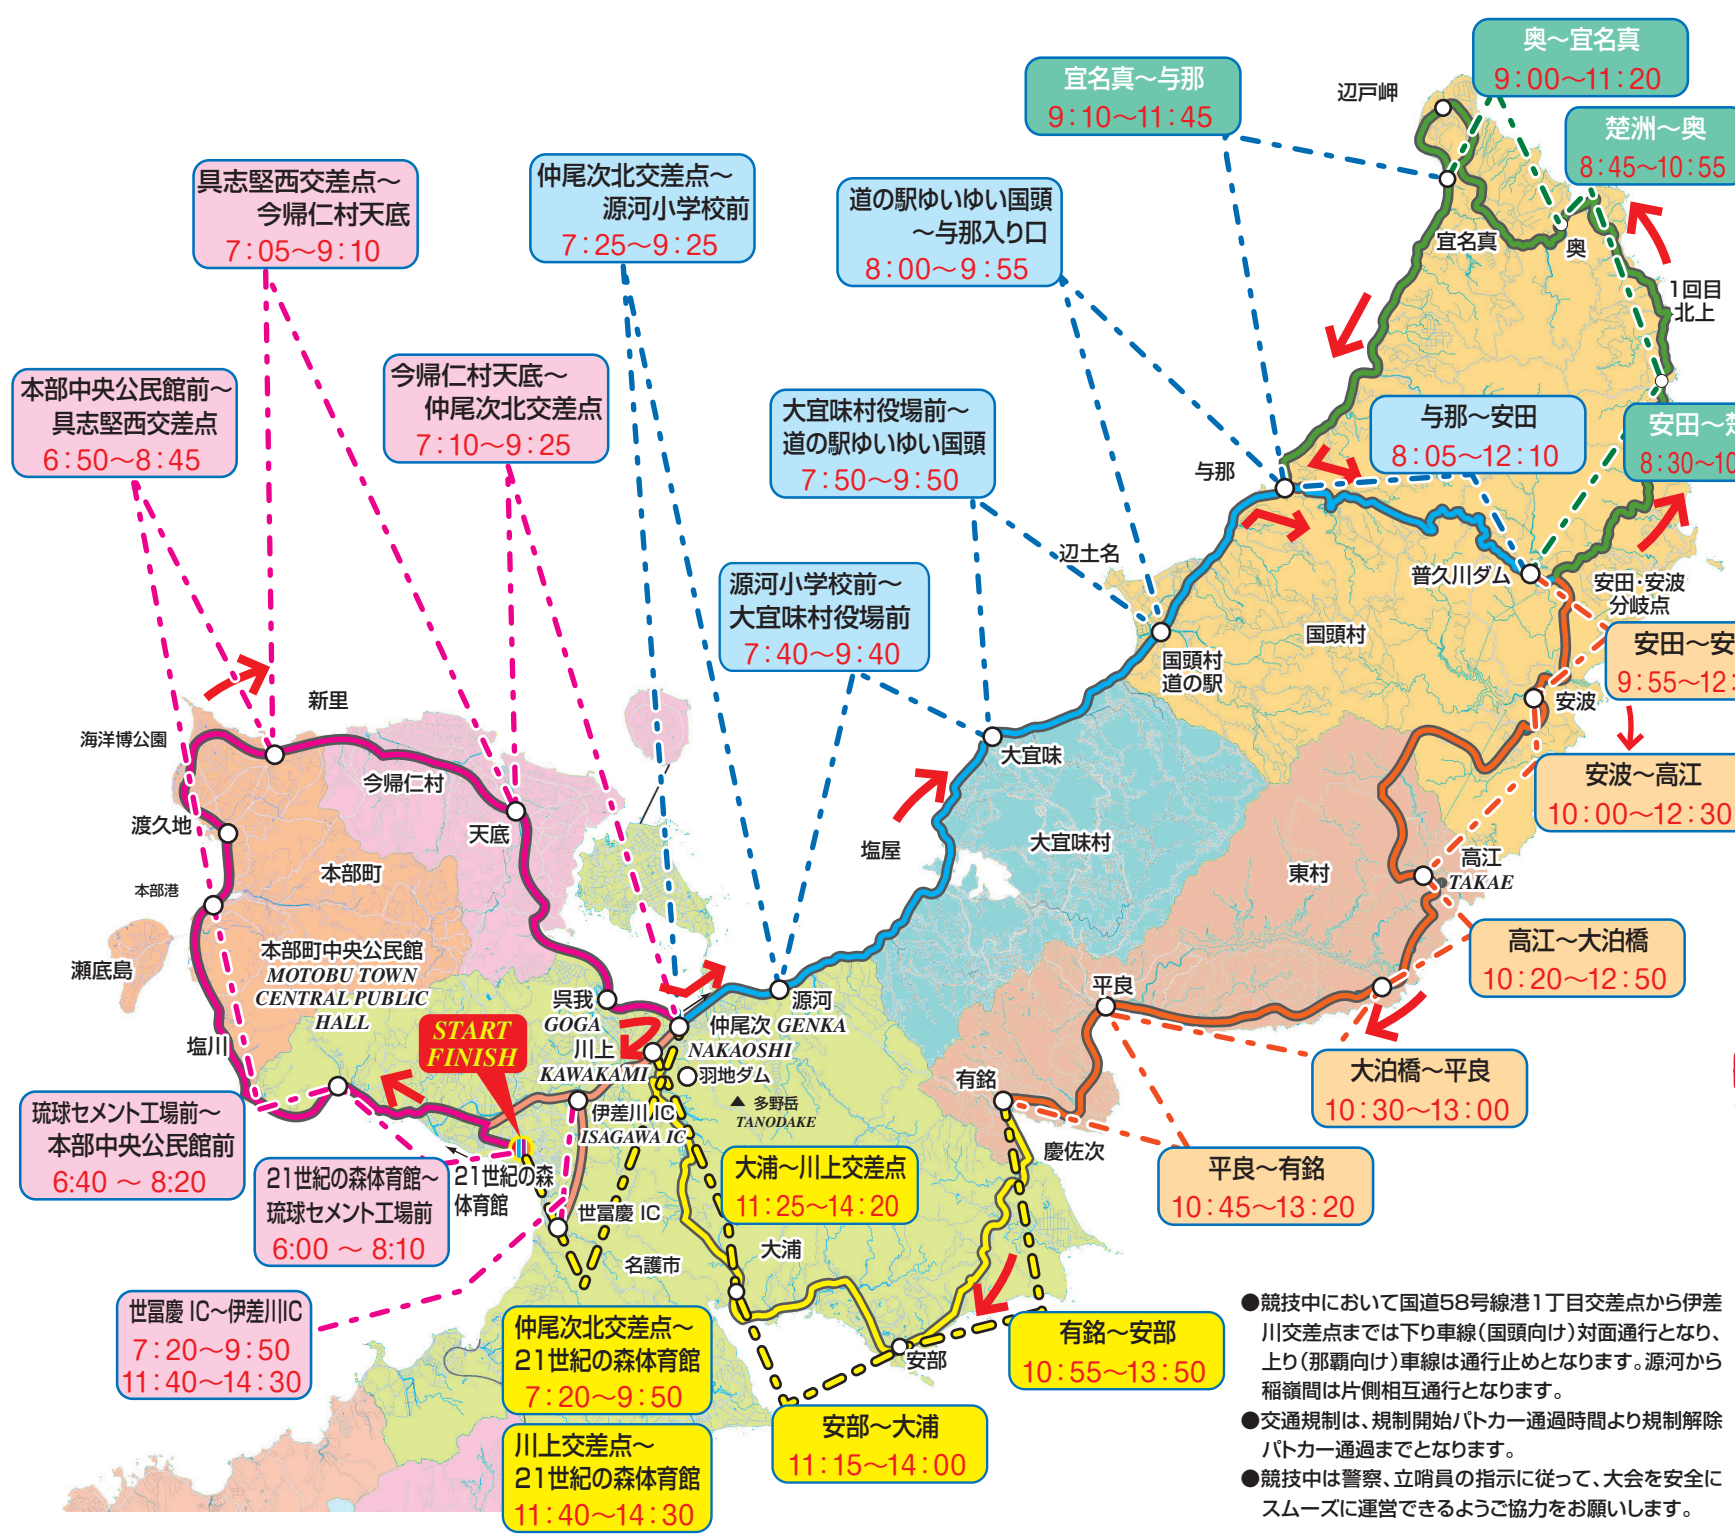 奥～宜名真
9:00～11:20
宜名真～与那
9:10～11:45
辺戸岬
楚洲～奥
8:45～10:55
具志堅西交差点～
今帰仁村天底
7:05～9:10
仲尾次北交差点～
源河小学校前
7:25～9:25
道の駅ゆいゆい国頭
～与那入り口
8:00～9:55
宜名真
奥
1回目
北上
本部中央公民館前～
具志堅西交差点
6:50～8:45
今帰仁村天底～
仲尾次北交差点
7:10～9:25
大宜味村役場前～
道の駅ゆいゆい国頭
7:50～9:50
与那～安田
8:05～12:10
安田～楚
8:30～10
与那
辺土名
源河小学校前～
大宜味村役場前
7:40～9:40
普久川ダム
安田・安波
分岐点
国頭村
安田～安
9:55～12:
国頭村
道の駅
安波
新里
海洋博公園
今帰仁村
大宜味
安波～高江
10:00～12:30
渡久地
天底
塩屋
大宜味村
東村
高江
TAKAE
本部町
本部港
瀬底島
本部町中央公民館
MOTOBU TOWN
CENTRAL PUBLIC
HALL
高江～大泊橋
10:20～12:50
平良
呉我
GOGA
源河
GENKA
仲尾次
NAKAOSHI
START
FINISH
塩川
川上
KAWAKAMI
羽地ダム
有銘
大泊橋～平良
10:30～13:00
琉球セメント工場前～
本部中央公民館前
6:40 ～ 8:20
伊差川 IC
ISAGAWA IC
多野岳
TANODAKE
慶佐次
21世紀の森体育館～
琉球セメント工場前
6:00 ～ 8:10
21世紀の森
体育館
大浦～川上交差点
11:25～14:20
平良～有銘
10:45～13:20
世冨慶 IC
大浦
名護市
世冨慶 IC～伊差川IC
7:20～9:50
11:40～14:30
仲尾次北交差点～
21世紀の森体育館
7:20～9:50
安部
有銘～安部
10:55～13:50
川上交差点～
21世紀の森体育館
11:40～14:30
安部～大浦
11:15～14:00
●競技中において国道58号線港1丁目交差点から伊差
川交差点までは下り車線(国頭向け)対面通行となり、
上り(那覇向け)車線は通行止めとなります。源河から
稲嶺間は片側相互通行となります。
●交通規制は、規制開始パトカー通過時間より規制解除
パトカー通過までとなります。
●競技中は警察、立哨員の指示に従って、大会を安全に
スムーズに運営できるようご協力をお願いします。